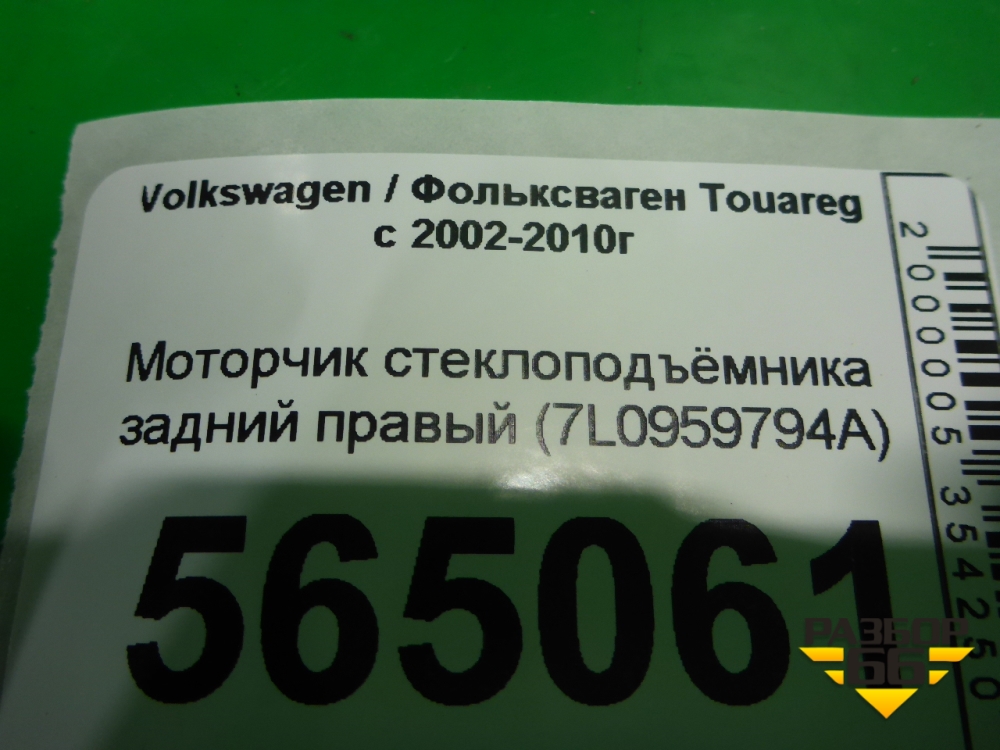 Volkswagen / Фольксваген Touareg
с 2002-2010г
Моторчик стеклоподъёмника
задний правый (7L0959794A)
565061
2000005354250
РАЗБОР
66